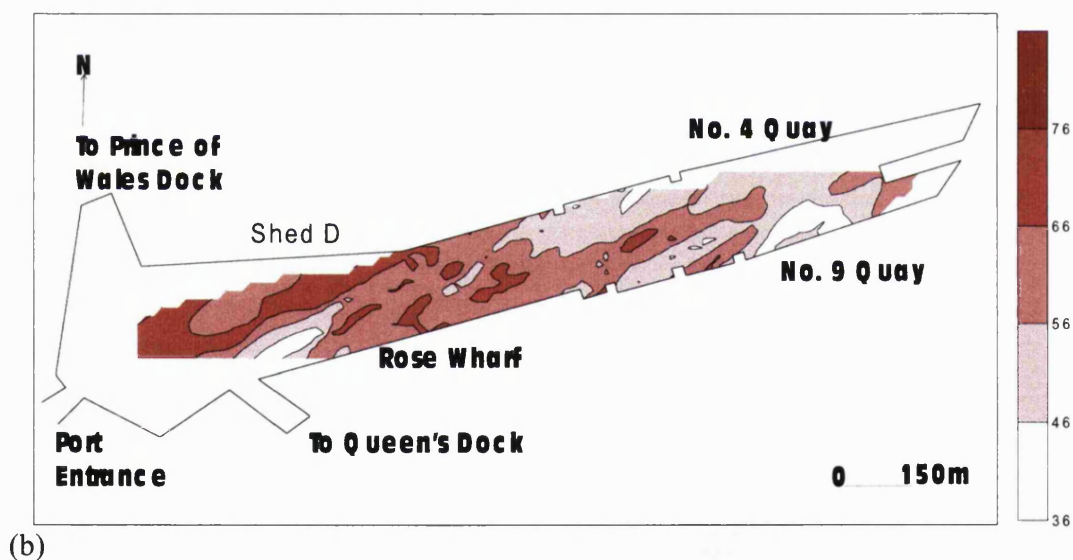 N
To Prince of
Wales Dock
Shed D
No. 4 Quay
No. 9 Quay
Rose Wharf
Port
Entrance
To Queen's Dock
0 150m
76
66
56
46
36
(b)